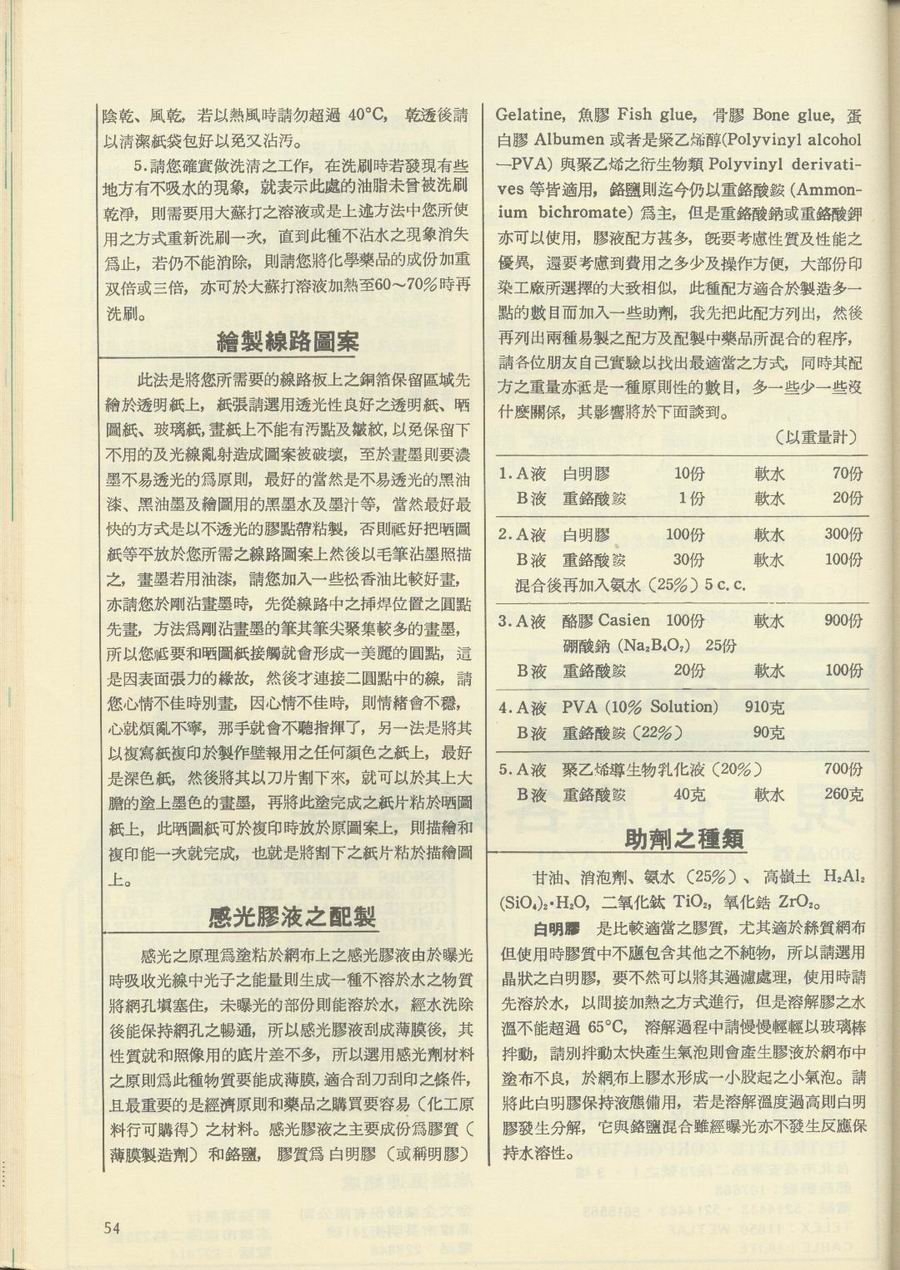 陰乾、風乾，若以熱風時請勿超過 40°C，乾透後請
以清潔紙袋包好以免又沾汚。
5.請您確實做洗清之工作，在洗刷時若發現有些
地方有不吸水的現象，就表示此處的油脂未曾被洗刷
乾淨，則需要用大蘇打之溶液或是上述方法中您所使
用之方式重新洗刷一次，直到此種不沾水之現象消失
爲止，若仍不能消除，則請您將化學藥品的成份加重
双倍或三倍，亦可於大蘇打溶液加熱至60～70%時再
洗刷。
繪製線路圖案
此法是將您所需要的線路板上之銅箔保留區域先
繪於透明紙上，紙張請選用透光性良好之透明紙、晒
圖紙、玻璃紙,畫紙上不能有汚點及皺紋,以免保留下
不用的及光線亂射造成圖案被破壞，至於畫墨則要濃
墨不易透光的爲原則，最好的當然是不易透光的黑油
漆、黑油墨及繪圖用的黑墨水及墨汁等，當然最好最
快的方式是以不透光的膠點帶粘製，否則祗好把晒圖
紙等平放於您所需之線路圖案上然後以毛筆沾墨照描
之，畫墨若用油漆，請您加入一些松香油比較好畫，
亦請您於剛沾畫墨時，先從線路中之揷焊位置之圓點
先畫，方法爲剛沾畫墨的筆其筆尖聚集較多的畫墨，
所以您祗要和晒圖紙接觸就會形成一美麗的圓點，這
是因表面張力的緣故，然後才連接二圓點中的線，請
您心情不佳時別畫，因心情不佳時，則情緒會不穩，
心就煩亂不寧，那手就會不聽指揮了，另一法是將其
以複寫紙複印於製作壁報用之任何顏色之紙上，最好
是深色紙，然後將其以刀片割下來，就可以於其上大
膽的塗上墨色的畫墨，再將此塗完成之紙片粘於晒圖
紙上，此晒圖紙可於複印時放於原圖案上，則描繪和
複印能一次就完成，也就是將割下之紙片粘於描繪圖
上。
感光膠液之配製
感光之原理爲塗粘於網布上之感光膠液由於曝光
時吸收光線中光子之能量則生成一種不溶於水之物質
將網孔塡塞住，未曝光的部份則能溶於水，經水洗除
後能保持網孔之暢通，所以感光膠液刮成薄膜後，其
性質就和照像用的底片差不多，所以選用感光劑材料
之原則爲此種物質要能成薄膜,適合刮刀刮印之條件，
且最重要的是經濟原則和藥品之購買要容易（化工原
料行可購得）之材料。感光膠液之主要成份爲膠質（
薄膜製造劑）和鉻鹽，膠質爲白明膠（或稱明膠）
Gelatine，魚膠 Fish glue，骨膠 Bone glue，蛋
白膠 Albumen 或者是聚乙烯醇(Polyvinyl alcohol
—PVA) 與聚乙烯之衍生物類 Polyvinyl derivati-
ves 等皆適用，鉻鹽則迄今仍以重鉻酸銨 (Ammon-
ium bichromate) 爲主，但是重鉻酸鈉或重鉻酸鉀
亦可以使用，膠液配方甚多，旣要考慮性質及性能之
優異，還要考慮到費用之多少及操作方便，大部份印
染工廠所選擇的大致相似，此種配方適合於製造多一
點的數目而加入一些助劑，我先把此配方列出，然後
再列出兩種易製之配方及配製中藥品所混合的程序，
請各位朋友自己實驗以找出最適當之方式，同時其配
方之重量亦祗是一種原則性的數目，多一些少一些沒
什麼關係，其影響將於下面談到。
（以重量計）
1. A液 白明膠 10份 軟水 70份
B液 重鉻酸銨 1份 軟水 20份
2. A液 白明膠 100份 軟水 300份
B液 重鉻酸銨 30份 軟水 100份
混合後再加入氨水（25%）5 c. c.
3. A液 酪膠 Casien 100份 軟水 900份
硼酸鈉 (Na₂B₄O₇) 25份
B液 重鉻酸銨 20份 軟水 100份
4. A液 PVA (10% Solution) 910克
B液 重鉻酸銨（22%） 90克
5. A液 聚乙烯導生物乳化液（20%） 700份
B液 重鉻酸銨 40克 軟水 260克
助劑之種類
甘油、消泡劑、氨水（25%）、高嶺土 H₂Al₂
(SiO₄)₂•H₂O，二氧化鈦 TiO₂，氧化鋯 ZrO₂。
白明膠 是比較適當之膠質，尤其適於絲質網布
但使用時膠質中不應包含其他之不純物，所以請選用
晶狀之白明膠，要不然可以將其過濾處理，使用時請
先溶於水，以間接加熱之方式進行，但是溶解膠之水
溫不能超過 65°C，溶解過程中請慢慢輕輕以玻璃棒
拌動，請別拌動太快產生氣泡則會產生膠液於網布中
塗布不良，於網布上膠水形成一小股起之小氣泡。請
將此白明膠保持液態備用，若是溶解溫度過高則白明
膠發生分解，它與鉻鹽混合雖經曝光亦不發生反應保
持水溶性。
54